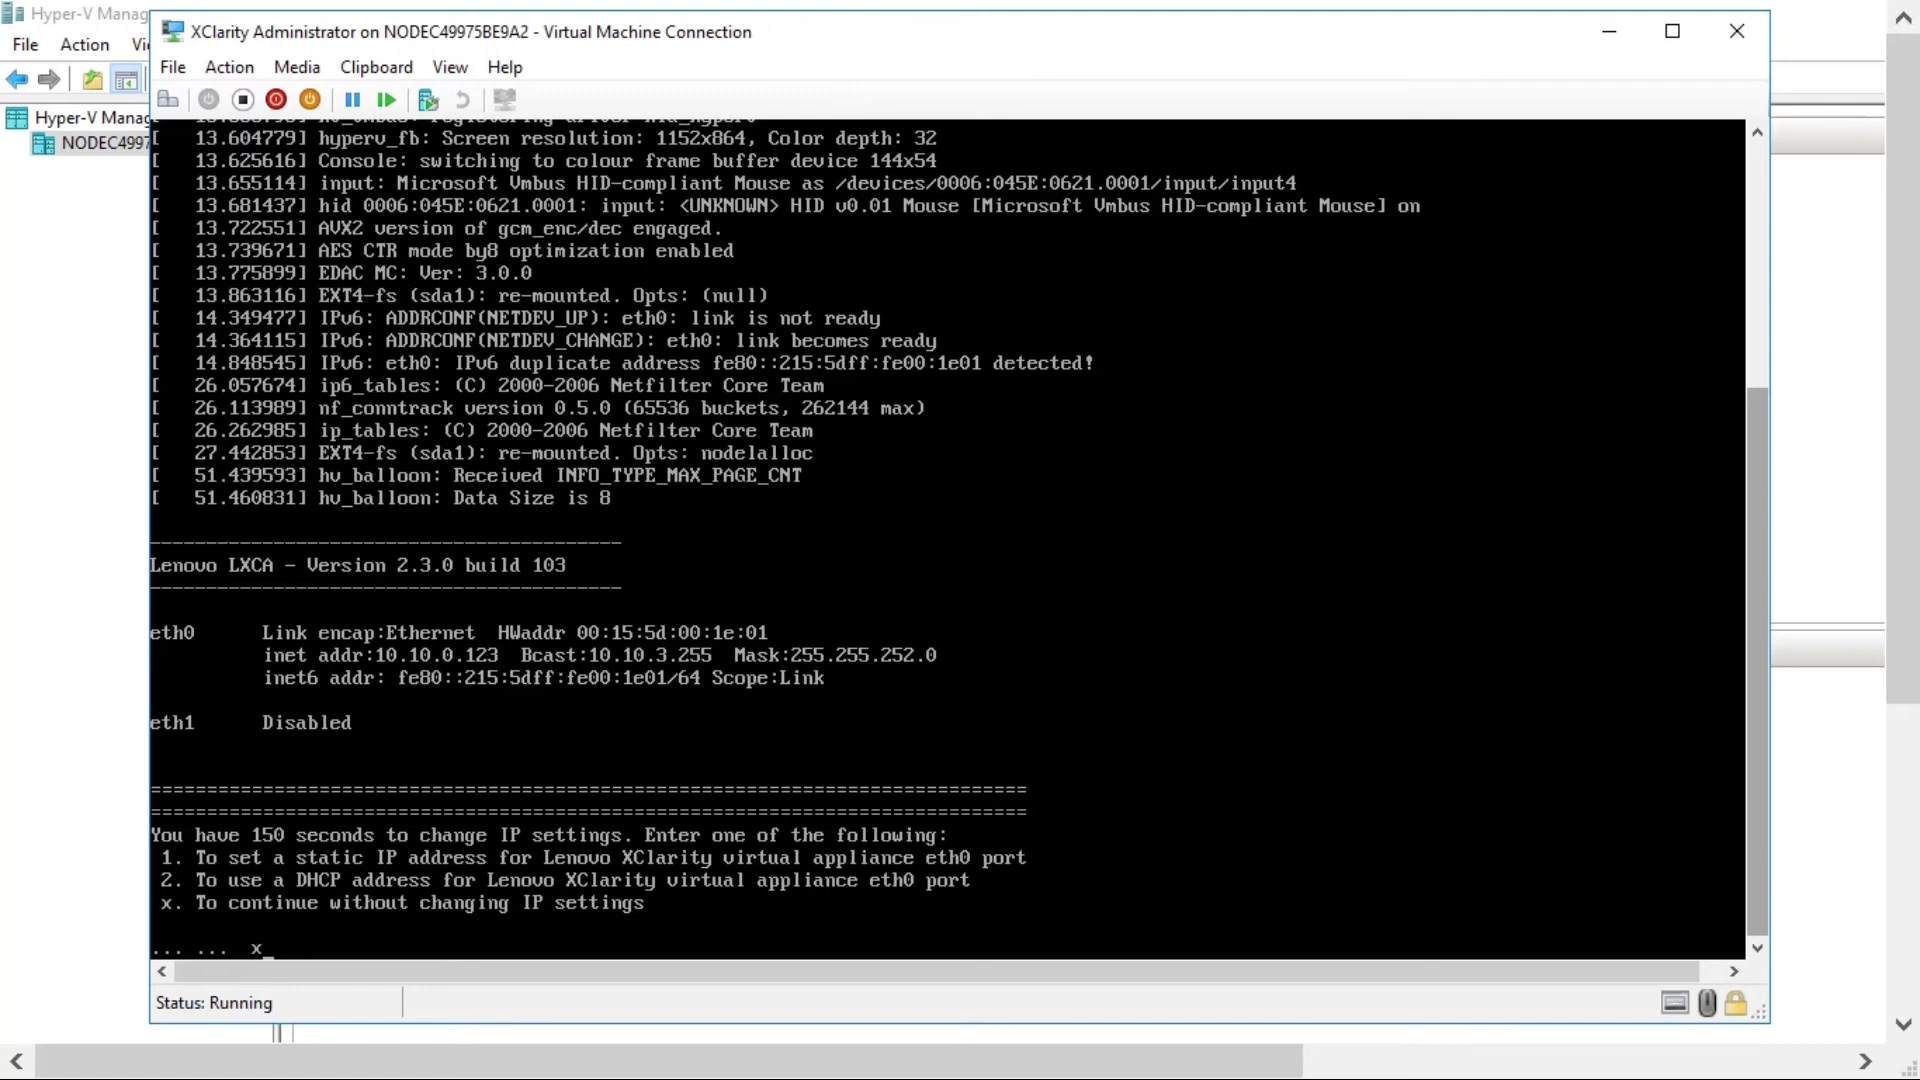 Hyper-V Manag
File Action Vi
Hyper-V Manag
NODEC4997
XClarity Administrator on NODEC49975BE9A2 - Virtual Machine Connection
File Action Media Clipboard View Help
[   13.604779] hyperv_fb: Screen resolution: 1152x864, Color depth: 32
[   13.625616] Console: switching to colour frame buffer device 144x54
[   13.655114] input: Microsoft Vmbus HID-compliant Mouse as /devices/0006:045E:0621.0001/input/input4
[   13.681437] hid 0006:045E:0621.0001: input: <UNKNOWN> HID v0.01 Mouse [Microsoft Vmbus HID-compliant Mouse] on
[   13.722551] AVX2 version of gcm_enc/dec engaged.
[   13.739671] AES CTR mode by8 optimization enabled
[   13.775899] EDAC MC: Ver: 3.0.0
[   13.863116] EXT4-fs (sda1): re-mounted. Opts: (null)
[   14.349477] IPv6: ADDRCONF(NETDEV_UP): eth0: link is not ready
[   14.364115] IPv6: ADDRCONF(NETDEV_CHANGE): eth0: link becomes ready
[   14.848545] IPv6: eth0: IPv6 duplicate address fe80::215:5dff:fe00:1e01 detected!
[   26.057674] ip6_tables: (C) 2000-2006 Netfilter Core Team
[   26.113989] nf_conntrack version 0.5.0 (65536 buckets, 262144 max)
[   26.262985] ip_tables: (C) 2000-2006 Netfilter Core Team
[   27.442853] EXT4-fs (sda1): re-mounted. Opts: nodelalloc
[   51.439593] hv_balloon: Received INFO_TYPE_MAX_PAGE_CNT
[   51.460831] hv_balloon: Data Size is 8
------------------------------------------
Lenovo LXCA - Version 2.3.0 build 103
------------------------------------------
eth0      Link encap:Ethernet  HWaddr 00:15:5d:00:1e:01
inet addr:10.10.0.123  Bcast:10.10.3.255  Mask:255.255.252.0
inet6 addr: fe80::215:5dff:fe00:1e01/64 Scope:Link
eth1      Disabled
==============================================================================
==============================================================================
You have 150 seconds to change IP settings. Enter one of the following:
1. To set a static IP address for Lenovo XClarity virtual appliance eth0 port
2. To use a DHCP address for Lenovo XClarity virtual appliance eth0 port
x. To continue without changing IP settings
... ...  x_
Status: Running